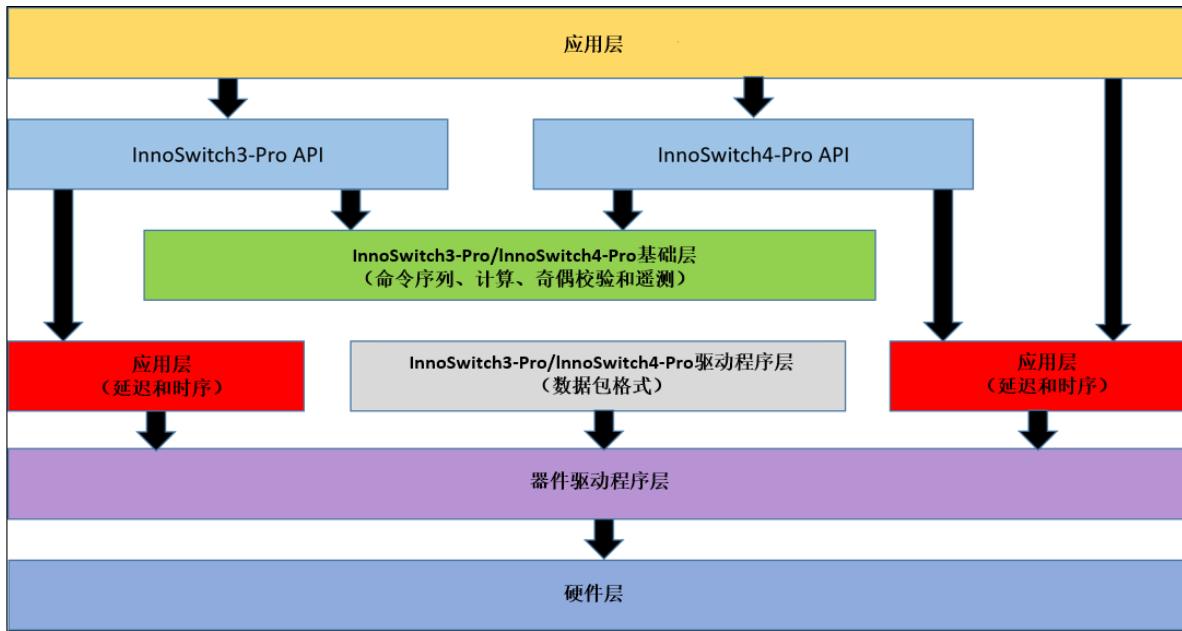 应用层
InnoSwitch3-Pro API
InnoSwitch4-Pro API
InnoSwitch3-Pro/InnoSwitch4-Pro基础层
（命令序列、计算、奇偶校验和遥测）
应用层
（延迟和时序）
InnoSwitch3-Pro/InnoSwitch4-Pro驱动程序层
（数据包格式）
应用层
（延迟和时序）
器件驱动程序层
硬件层